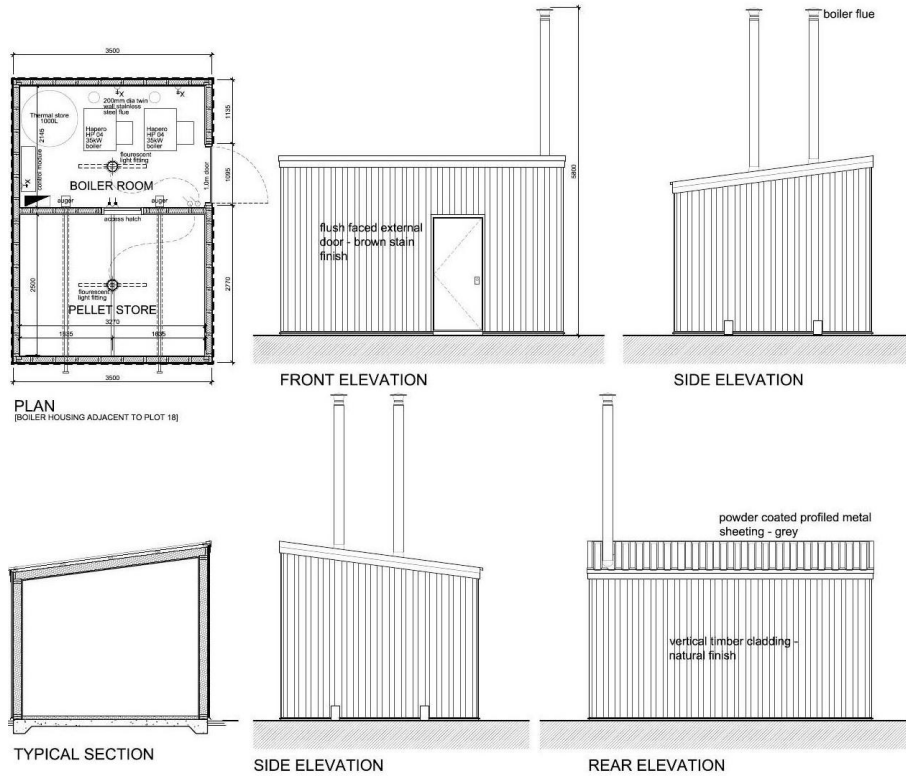 boiler flue
3500
200mm dia twin
wall stainless
steel flue
X
X
Thermal store
1000L
Hapero
HP 04
35kW
boiler
Hapero
HP 04
35kW
boiler
1135
2145
flourescent
light fitting
control module
X
BOILER ROOM
1.0m door
1095
auger
auger
access hatch
5800
flush faced external
door - brown stain
finish
2500
2770
flourescent
light fitting
PELLET STORE
3270
1635
1635
3500
FRONT ELEVATION
SIDE ELEVATION
PLAN
[BOILER HOUSING ADJACENT TO PLOT 18]
powder coated profiled metal
sheeting - grey
vertical timber cladding -
natural finish
TYPICAL SECTION
SIDE ELEVATION
REAR ELEVATION